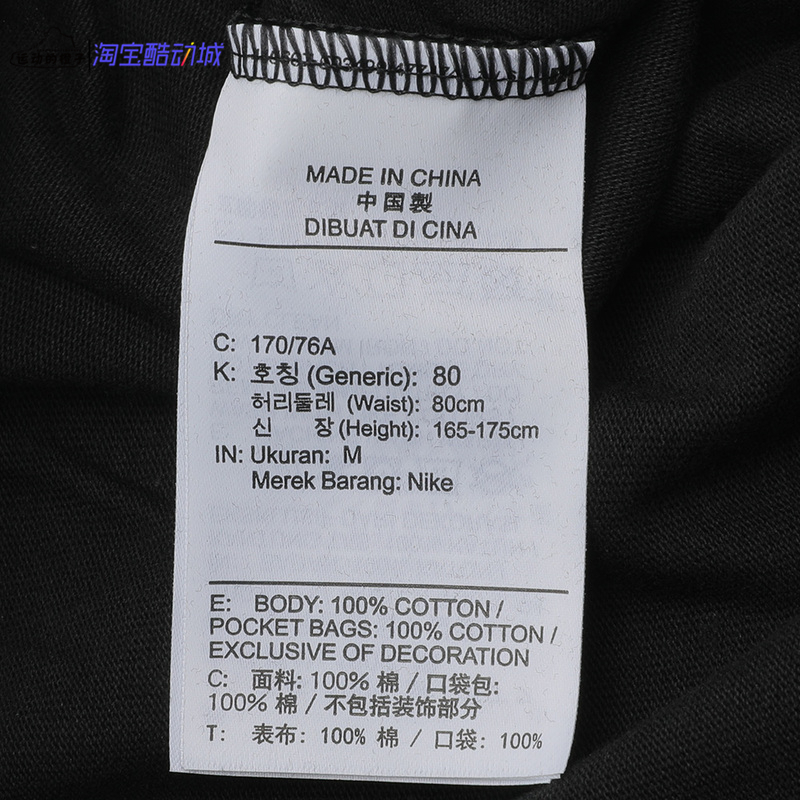 淘宝酷动城
MADE IN CHINA
中国製
DIBUAT DI CINA
C: 170/76A
K: 호칭 (Generic): 80
허리둘레 (Waist): 80cm
신 장 (Height): 165-175cm
IN: Ukuran: M
Merek Barang: Nike
E: BODY: 100% COTTON /
POCKET BAGS: 100% COTTON /
EXCLUSIVE OF DECORATION
C: 面料: 100% 棉 / 口袋包:
100% 棉 / 不包括装饰部分
T: 表布: 100% 棉 / 口袋: 100%